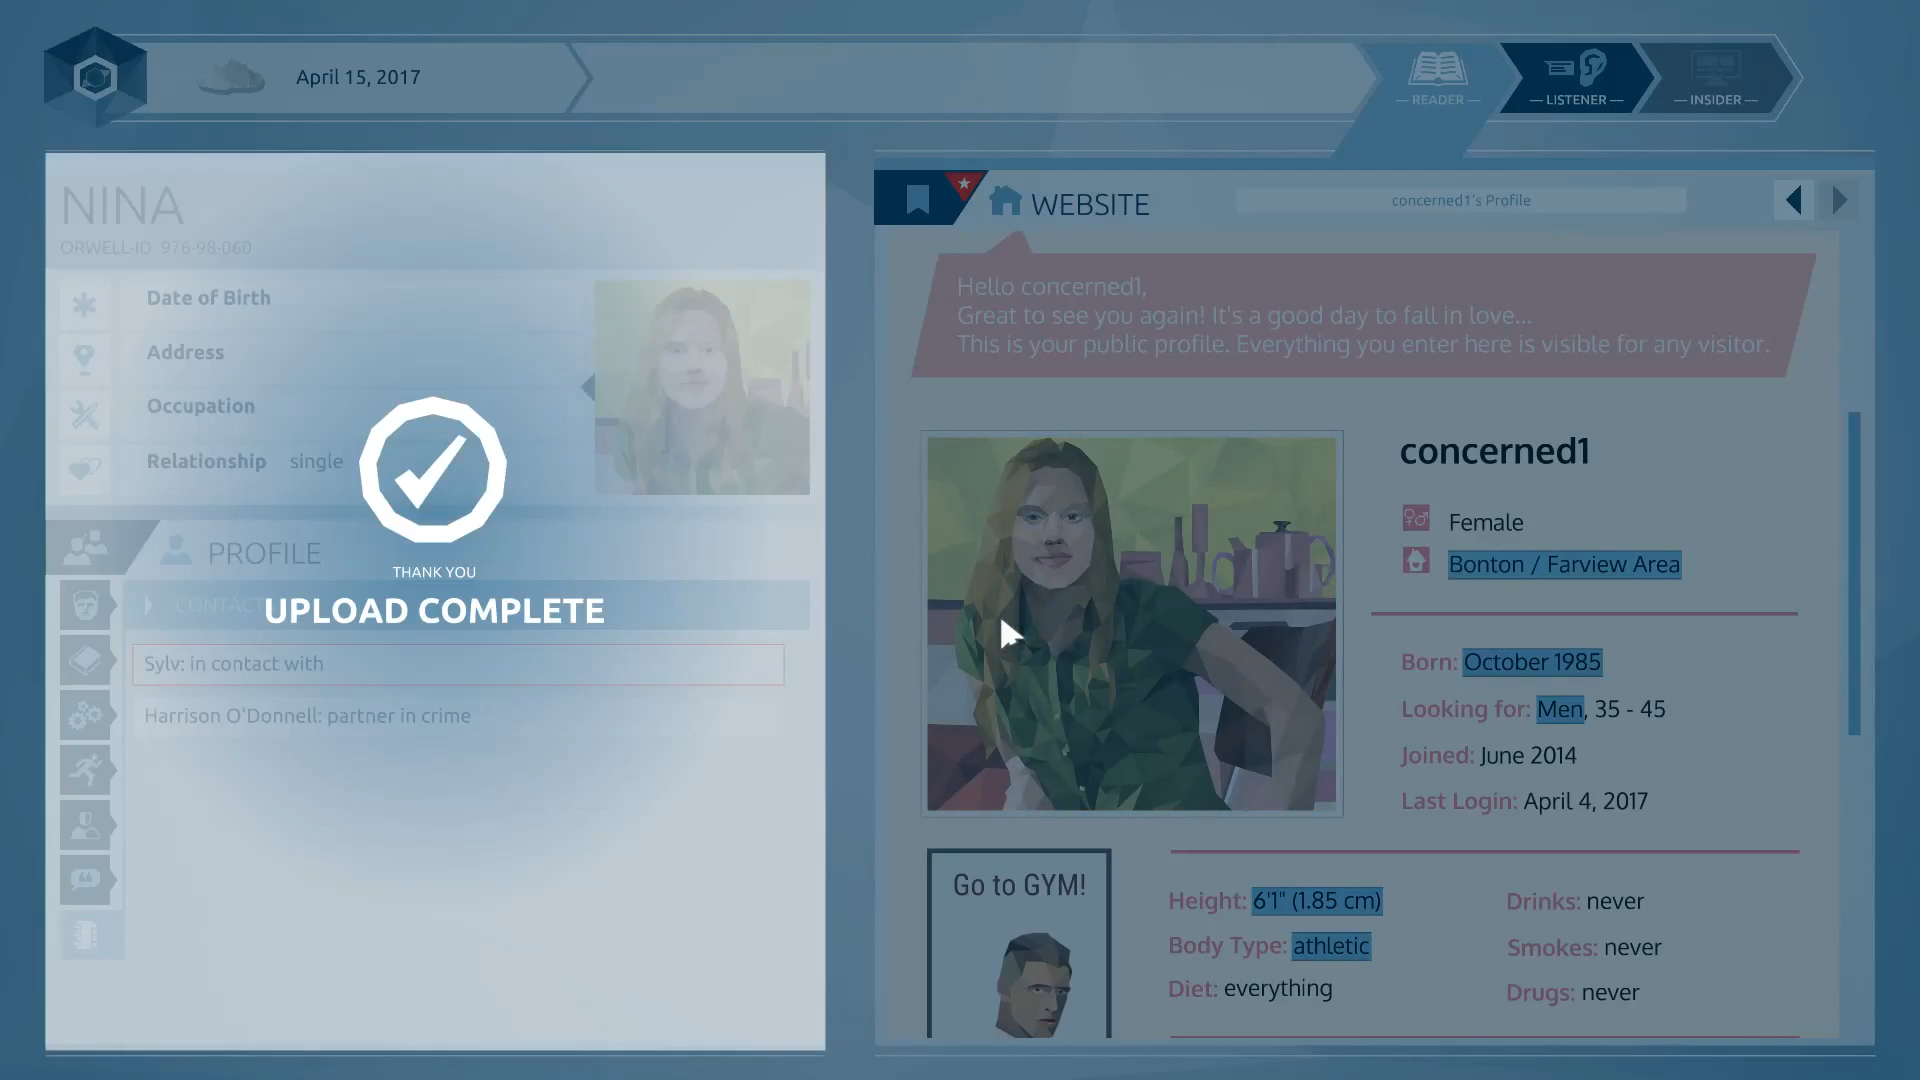 April 15, 2017
— READER —
— LISTENER —
— INSIDER —
NINA
ORWELL-ID 976-98-060
Date of Birth
Address
Occupation
Relationship single
THANK YOU
UPLOAD COMPLETE
PROFILE
CONTACT
Sylv: in contact with
Harrison O'Donnell: partner in crime
WEBSITE
concerned1's Profile
Hello concerned1,
Great to see you again! It's a good day to fall in love...
This is your public profile. Everything you enter here is visible for any visitor.
concerned1
Female
Bonton / Farview Area
Born: October 1985
Looking for: Men, 35 - 45
Joined: June 2014
Last Login: April 4, 2017
Go to GYM!
Height: 6'1" (1.85 cm)
Body Type: athletic
Diet: everything
Drinks: never
Smokes: never
Drugs: never